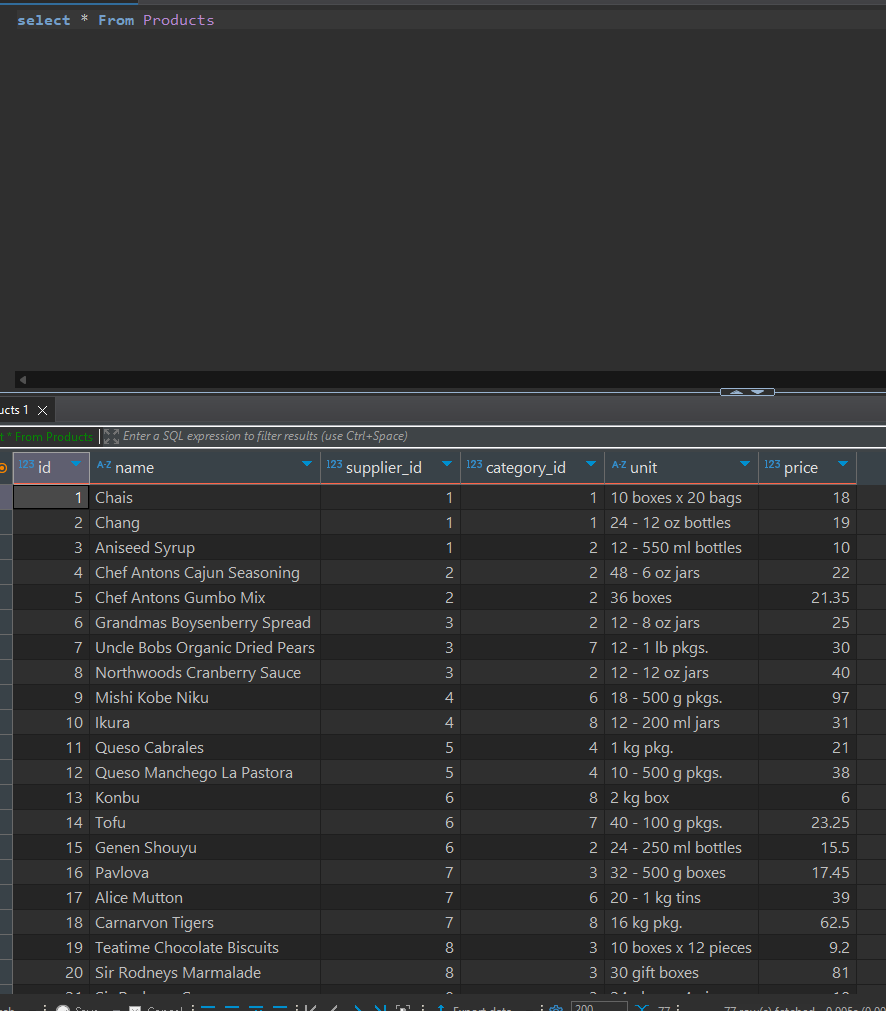 select * From Products
ucts 1
t * From Products Enter a SQL expression to filter results (use Ctrl+Space)
123 id A-Z name 123 supplier_id 123 category_id A-Z unit 123 price
1 Chais 1 1 10 boxes x 20 bags 18
2 Chang 1 1 24 - 12 oz bottles 19
3 Aniseed Syrup 1 2 12 - 550 ml bottles 10
4 Chef Antons Cajun Seasoning 2 2 48 - 6 oz jars 22
5 Chef Antons Gumbo Mix 2 2 36 boxes 21.35
6 Grandmas Boysenberry Spread 3 2 12 - 8 oz jars 25
7 Uncle Bobs Organic Dried Pears 3 7 12 - 1 lb pkgs. 30
8 Northwoods Cranberry Sauce 3 2 12 - 12 oz jars 40
9 Mishi Kobe Niku 4 6 18 - 500 g pkgs. 97
10 Ikura 4 8 12 - 200 ml jars 31
11 Queso Cabrales 5 4 1 kg pkg. 21
12 Queso Manchego La Pastora 5 4 10 - 500 g pkgs. 38
13 Konbu 6 8 2 kg box 6
14 Tofu 6 7 40 - 100 g pkgs. 23.25
15 Genen Shouyu 6 2 24 - 250 ml bottles 15.5
16 Pavlova 7 3 32 - 500 g boxes 17.45
17 Alice Mutton 7 6 20 - 1 kg tins 39
18 Carnarvon Tigers 7 8 16 kg pkg. 62.5
19 Teatime Chocolate Biscuits 8 3 10 boxes x 12 pieces 9.2
20 Sir Rodneys Marmalade 8 3 30 gift boxes 81
Save Cancel Export data 200 77 77 row(s) fetched